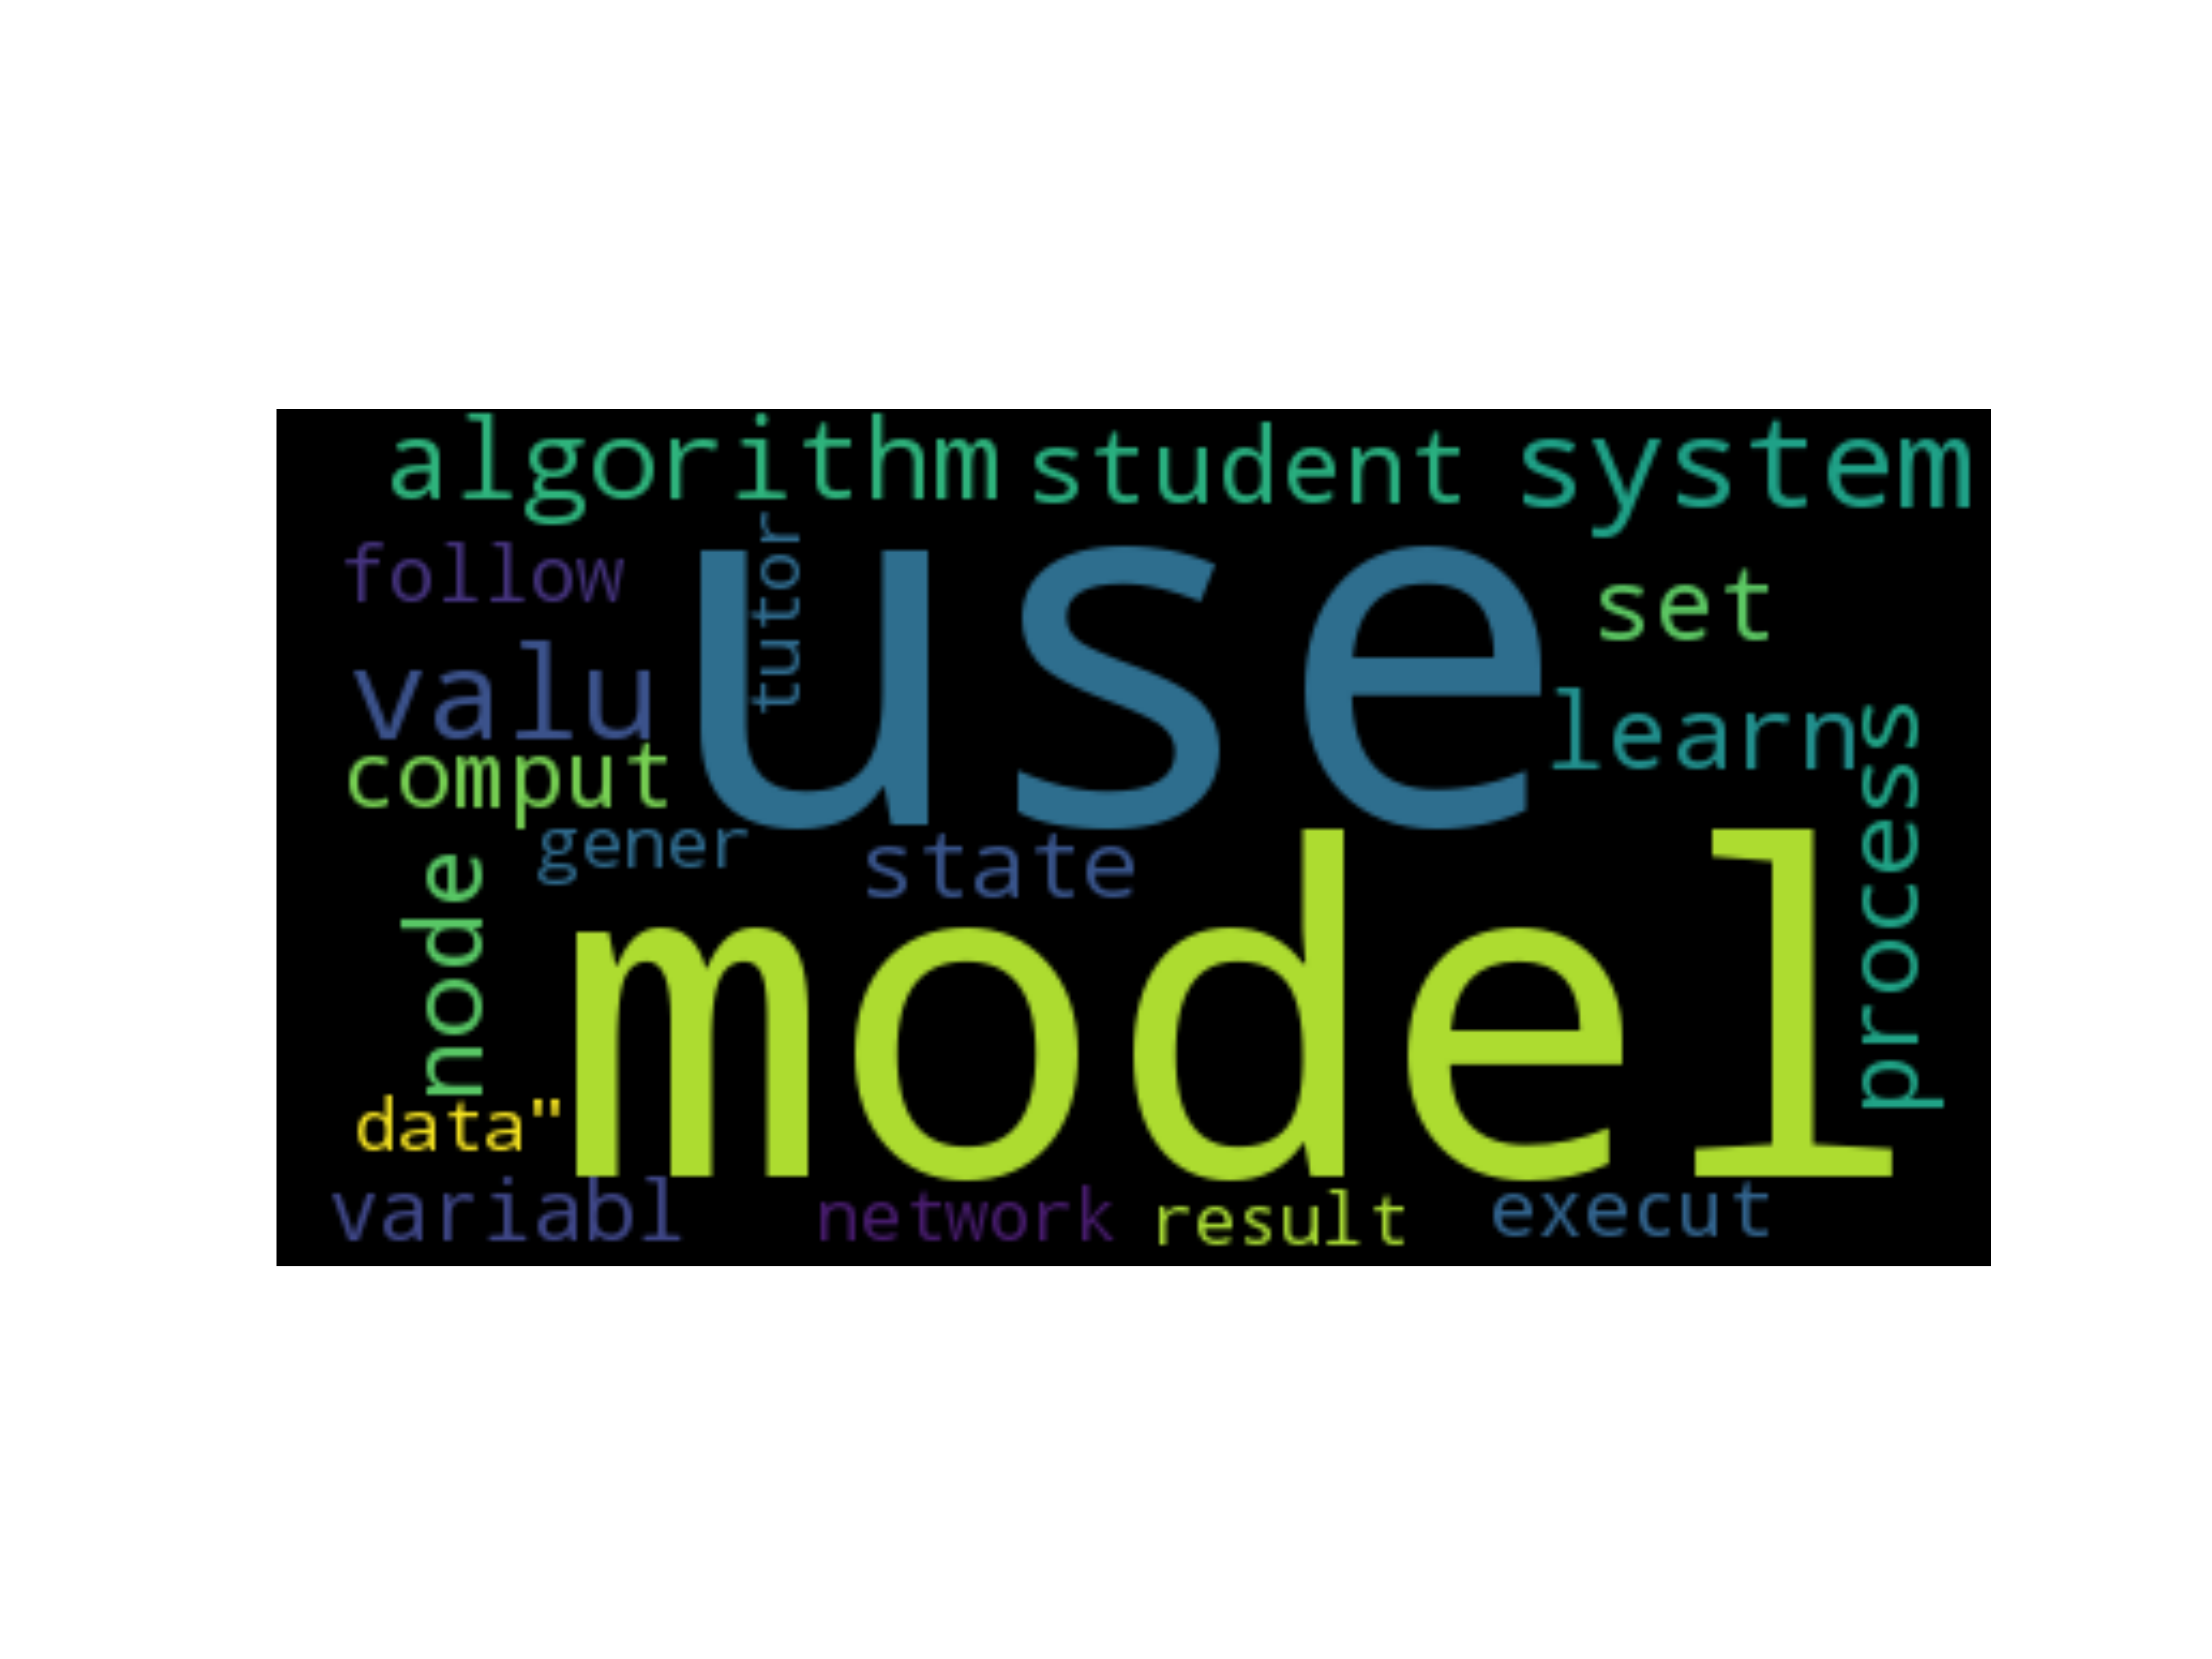 algorithm student system
follow tutor use set
valu learns
comput
gener state process
node model
data"
variabl network result execut